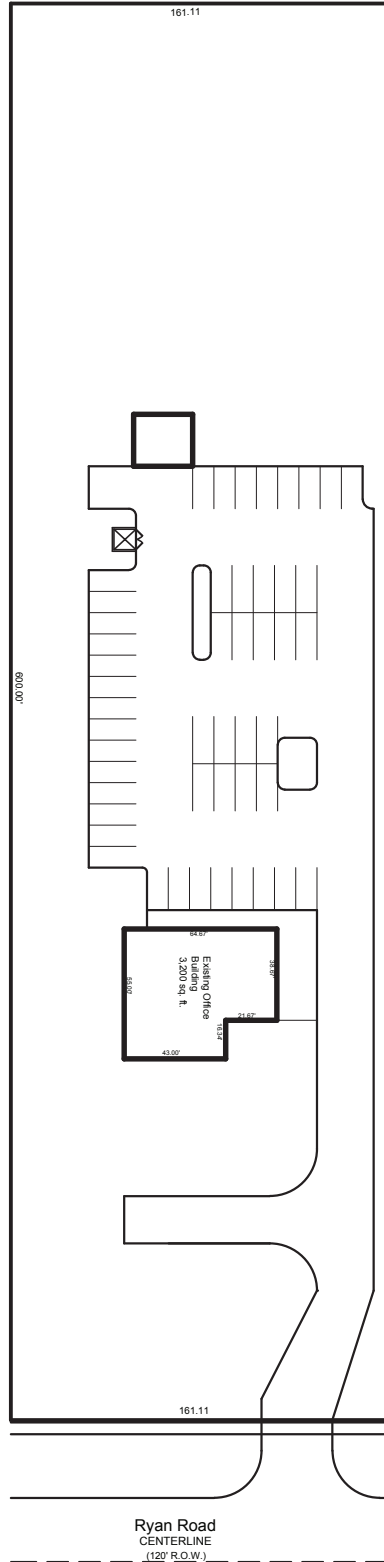 161.11
600.00'
64.67'
38.67'
Existing Office
Building
3,200 sq. ft.
55.00'
21.67'
16.34'
43.00'
161.11
Ryan Road
CENTERLINE
(120' R.O.W.)